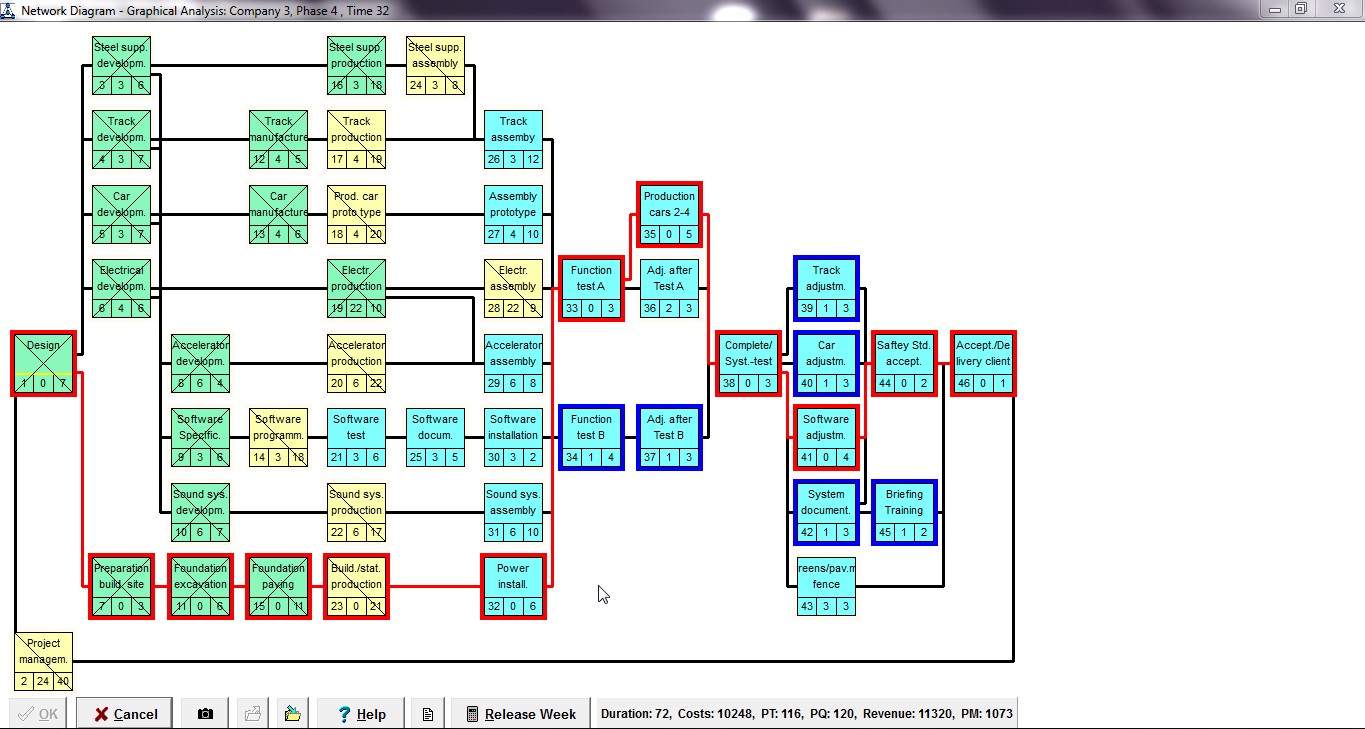 Network Diagram - Graphical Analysis: Company 3, Phase 4 , Time 32
Steel supp.
developm.
3 3 6
Steel supp.
production
16 3 18
Steel supp.
assembly
24 3 8
Track
developm.
4 3 7
Track
manufacture
12 4 5
Track
production
17 4 19
Track
assemby
26 3 12
Car
developm.
5 3 7
Car
manufacture
13 4 6
Prod. car
proto type
18 4 20
Assembly
prototype
27 4 10
Production
cars 2-4
35 0 5
Electrical
developm.
6 4 6
Electr.
production
19 22 10
Electr.
assembly
28 22 9
Function
test A
33 0 3
Adj. after
Test A
36 2 3
Track
adjustm.
39 1 3
Design
1 0 7
Accelerator
developm.
8 6 4
Accelerator
production
20 6 22
Accelerator
assembly
29 6 8
Complete/
Syst.-test
38 0 3
Car
adjustm.
40 1 3
Saftey Std.
accept.
44 0 2
Accept./De
livery client
46 0 1
Software
Specific.
9 3 6
Software
programm.
14 3 18
Software
test
21 3 6
Software
docum.
25 3 5
Software
installation
30 3 2
Function
test B
34 1 4
Adj. after
Test B
37 1 3
Software
adjustm.
41 0 4
Sound sys.
developm.
10 6 7
Sound sys.
production
22 6 17
Sound sys.
assembly
31 6 10
System
document.
42 1 3
Briefing
Training
45 1 2
Preparation
build. site
7 0 3
Foundation
excavation
11 0 6
Foundation
paving
15 0 11
Build./stat.
production
23 0 21
Power
install.
32 0 6
reens/pav.m
fence
43 3 3
Project
managem.
2 24 40
OK Cancel Help Release Week Duration: 72, Costs: 10248, PT: 116, PQ: 120, Revenue: 11320, PM: 1073